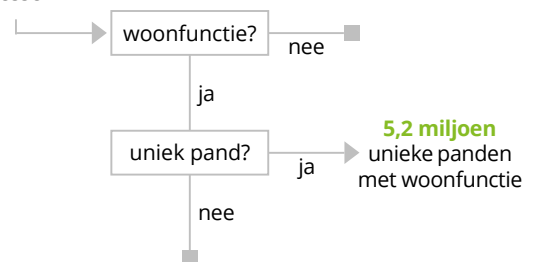 woonfunctie?
nee
ja
uniek pand?
ja
5,2 miljoen
unieke panden
met woonfunctie
nee